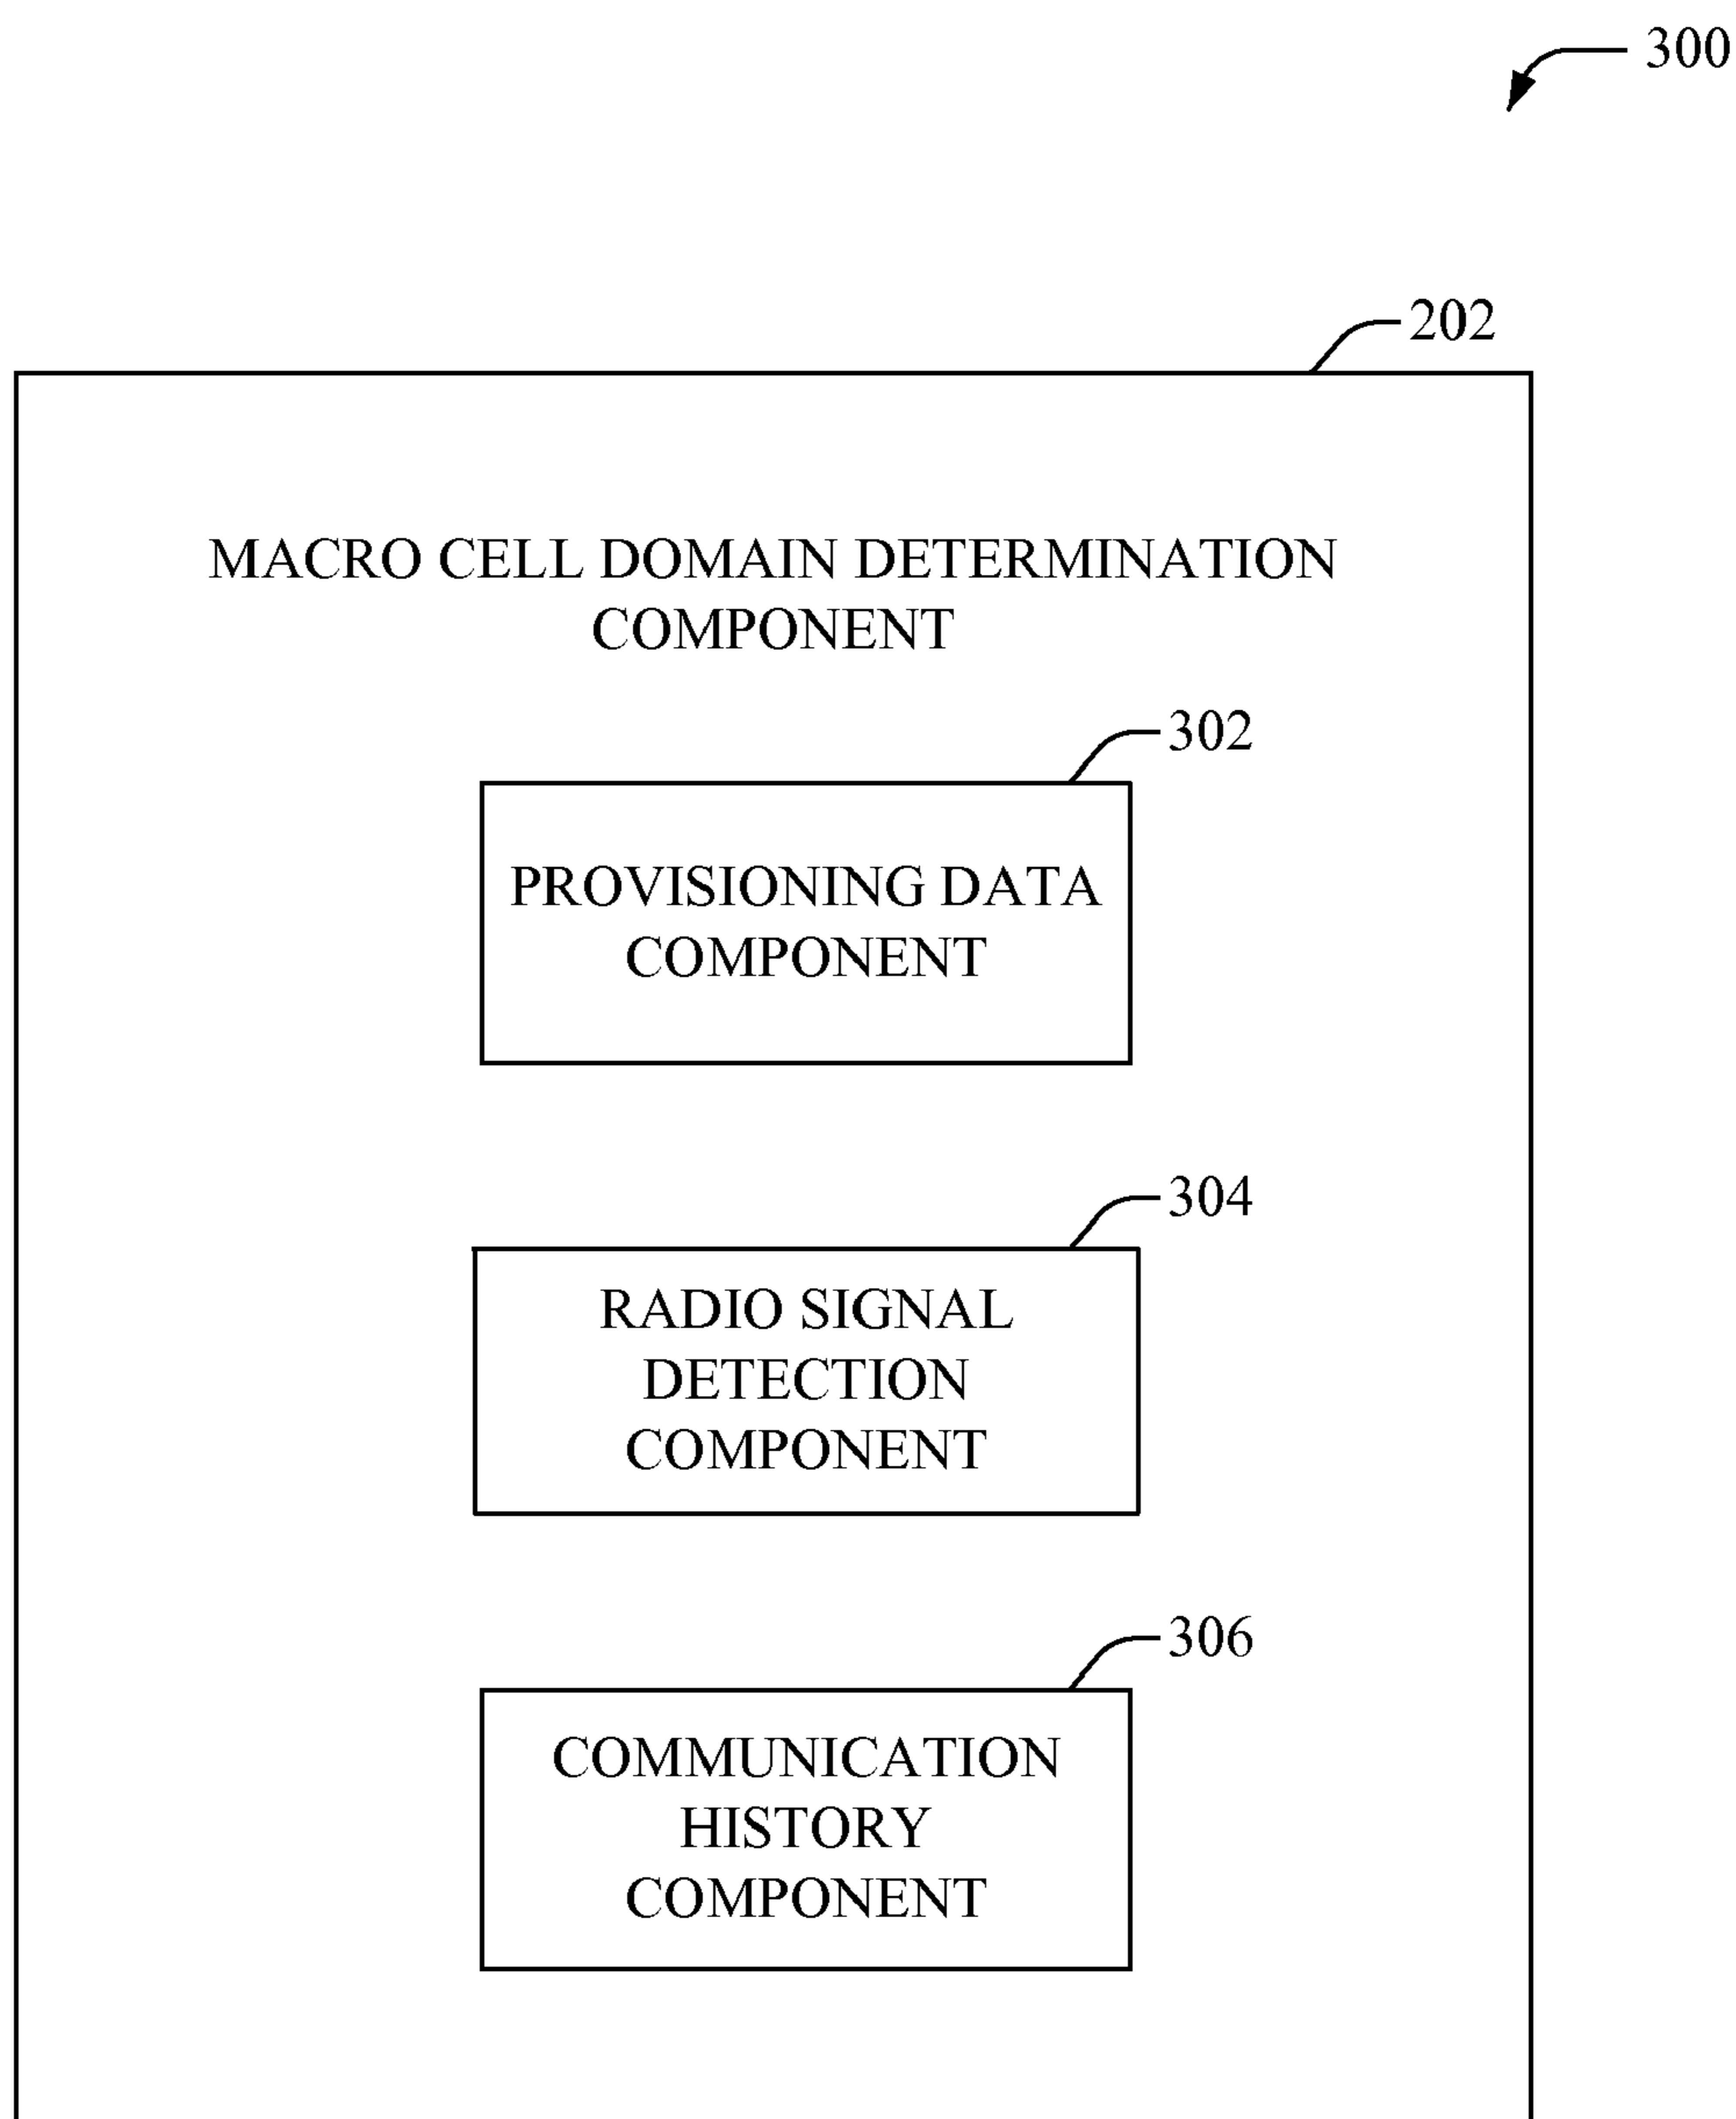 300
202
MACRO CELL DOMAIN DETERMINATION
COMPONENT
302
PROVISIONING DATA
COMPONENT
304
RADIO SIGNAL
DETECTION
COMPONENT
306
COMMUNICATION
HISTORY
COMPONENT